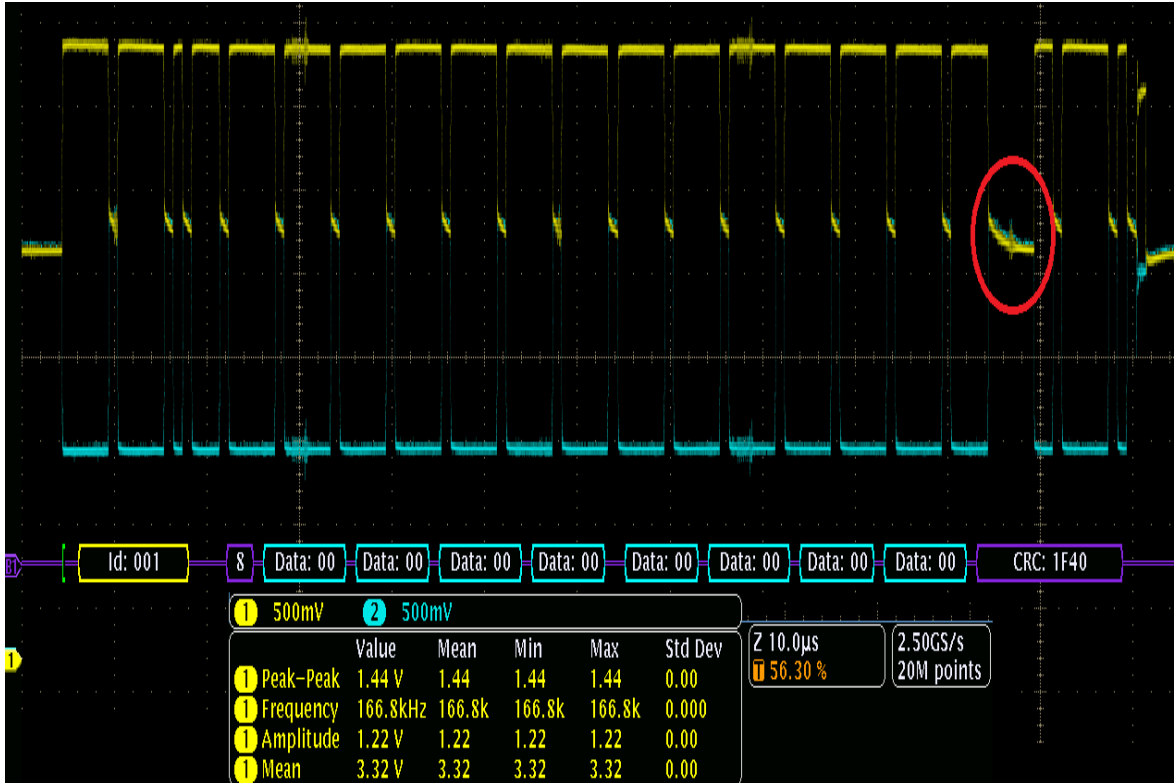 B1 Id: 001 8 Data: 00 Data: 00 Data: 00 Data: 00 Data: 00 Data: 00 Data: 00 Data: 00 CRC: 1F40
1 500mV 2 500mV
Z 10.0µs 2.50GS/s
T 56.30 % 20M points
Value Mean Min Max Std Dev
1 Peak-Peak 1.44 V 1.44 1.44 1.44 0.00
1 Frequency 166.8kHz 166.8k 166.8k 166.8k 0.000
1 Amplitude 1.22 V 1.22 1.22 1.22 0.00
1 Mean 3.32 V 3.32 3.32 3.32 0.00
1